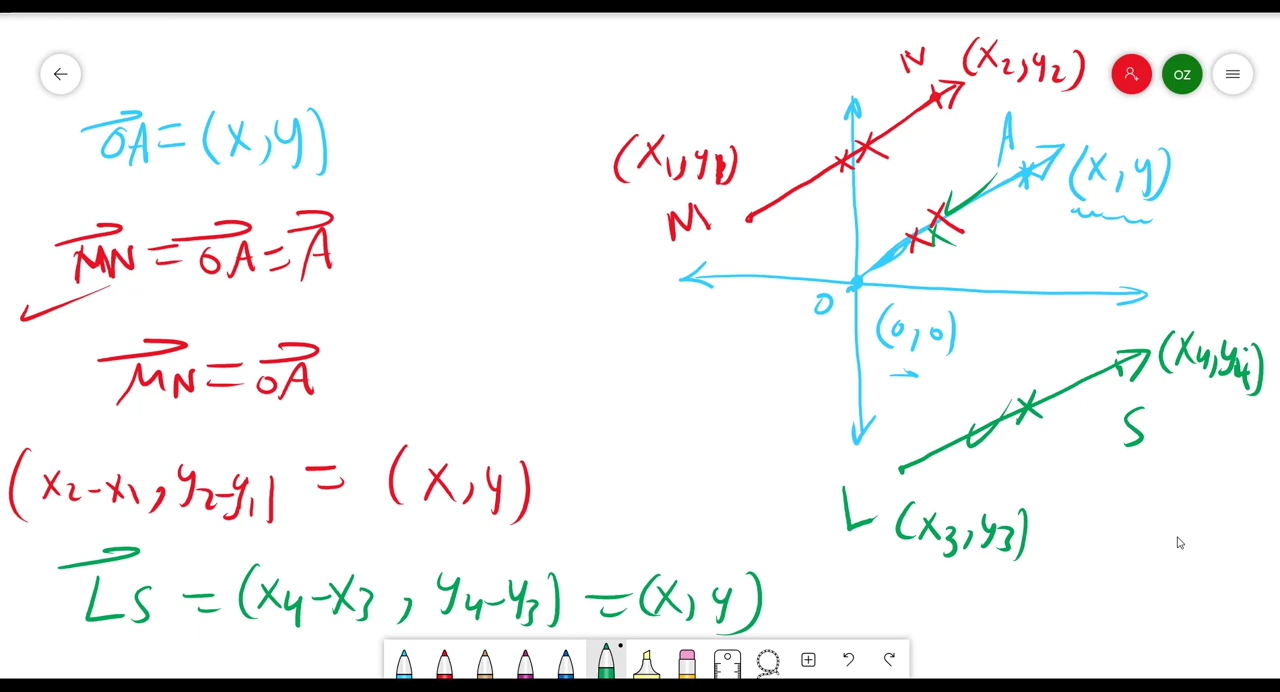 OA = (x, y)
MN = OA = A
MN = OA
(x2-x1, y2-y1) = (x, y)
LS = (x4-x3, y4-y3) = (x, y)
N (x2, y2)
OZ
A
(x1, y1)
(x, y)
M
O
(0, 0)
(x4, y4)
S
L (x3, y3)